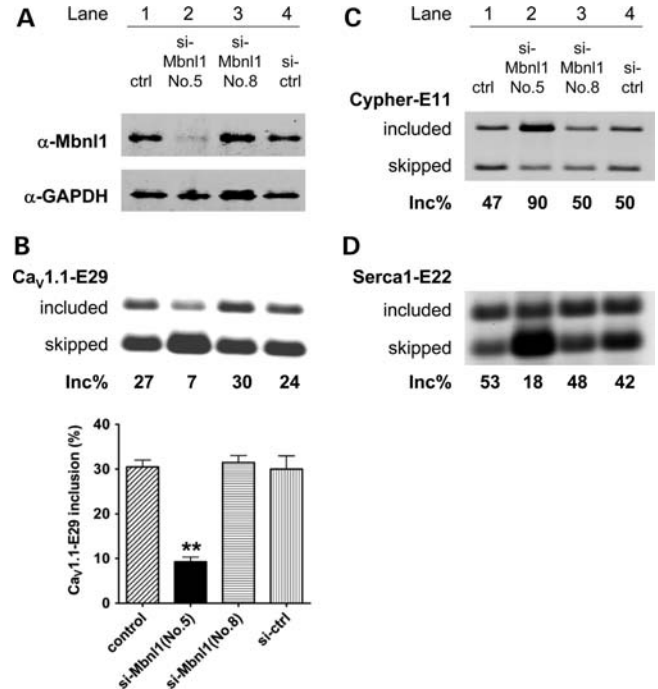 A
Lane 1 2 3 4
ctrl si-Mbnl1 No.5 si-Mbnl1 No.8 si-ctrl
α-Mbnl1
α-GAPDH
B
CaV1.1-E29
included
skipped
Inc% 27 7 30 24
CaV1.1-E29 inclusion (%)
40
30
20
10
0
**
control si-Mbnl1(No.5) si-Mbnl1(No.8) si-ctrl
C
Lane 1 2 3 4
ctrl si-Mbnl1 No.5 si-Mbnl1 No.8 si-ctrl
Cypher-E11
included
skipped
Inc% 47 90 50 50
D
Serca1-E22
included
skipped
Inc% 53 18 48 42